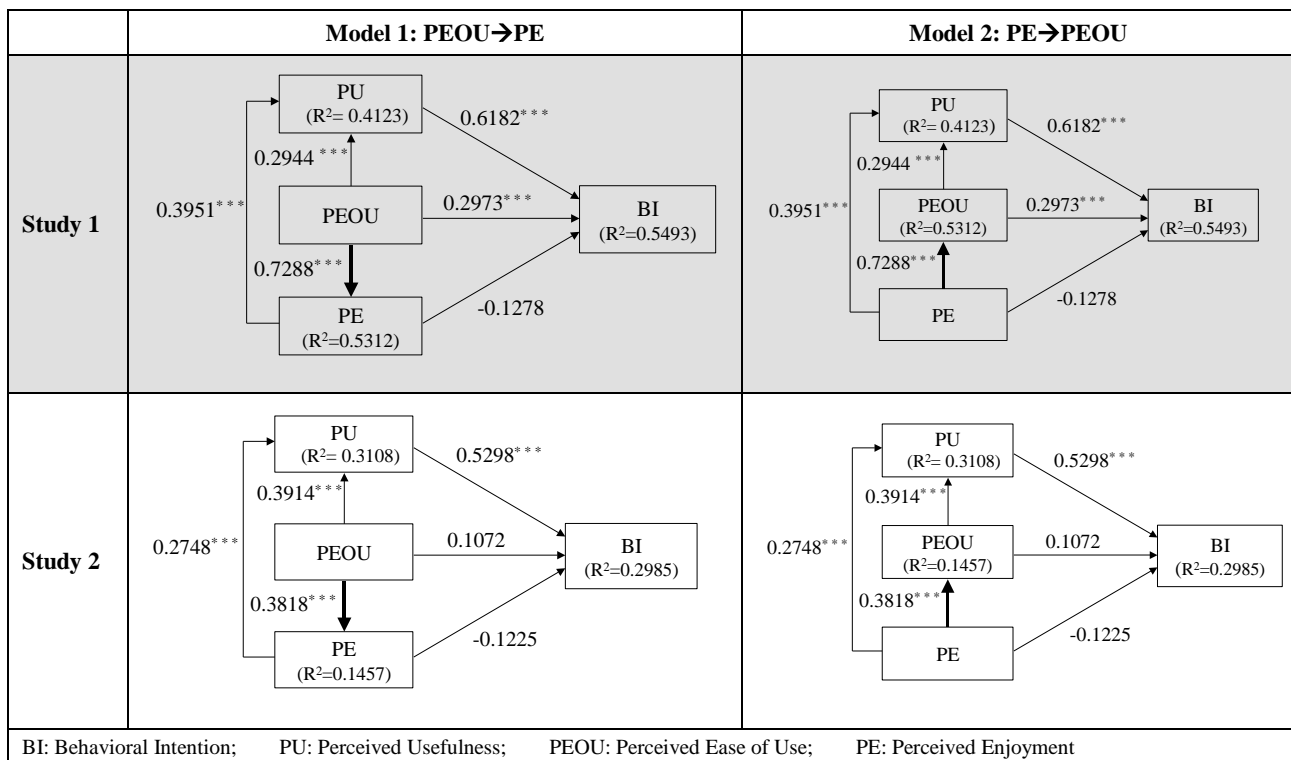 Model 1: PEOU→PE
Model 2: PE→PEOU
Study 1
PU
(R²= 0.4123)
0.6182***
0.2944 ***
0.3951***
PEOU
0.2973***
BI
(R²=0.5493)
0.7288***
PE
(R²=0.5312)
-0.1278
PU
(R²= 0.4123)
0.6182***
0.2944 ***
0.3951***
PEOU
(R²=0.5312)
0.2973***
BI
(R²=0.5493)
0.7288***
PE
-0.1278
Study 2
PU
(R²= 0.3108)
0.5298***
0.3914***
0.2748***
PEOU
0.1072
BI
(R²=0.2985)
0.3818***
PE
(R²=0.1457)
-0.1225
PU
(R²= 0.3108)
0.5298***
0.3914***
0.2748***
PEOU
(R²=0.1457)
0.1072
BI
(R²=0.2985)
0.3818***
PE
-0.1225
BI: Behavioral Intention; PU: Perceived Usefulness; PEOU: Perceived Ease of Use; PE: Perceived Enjoyment